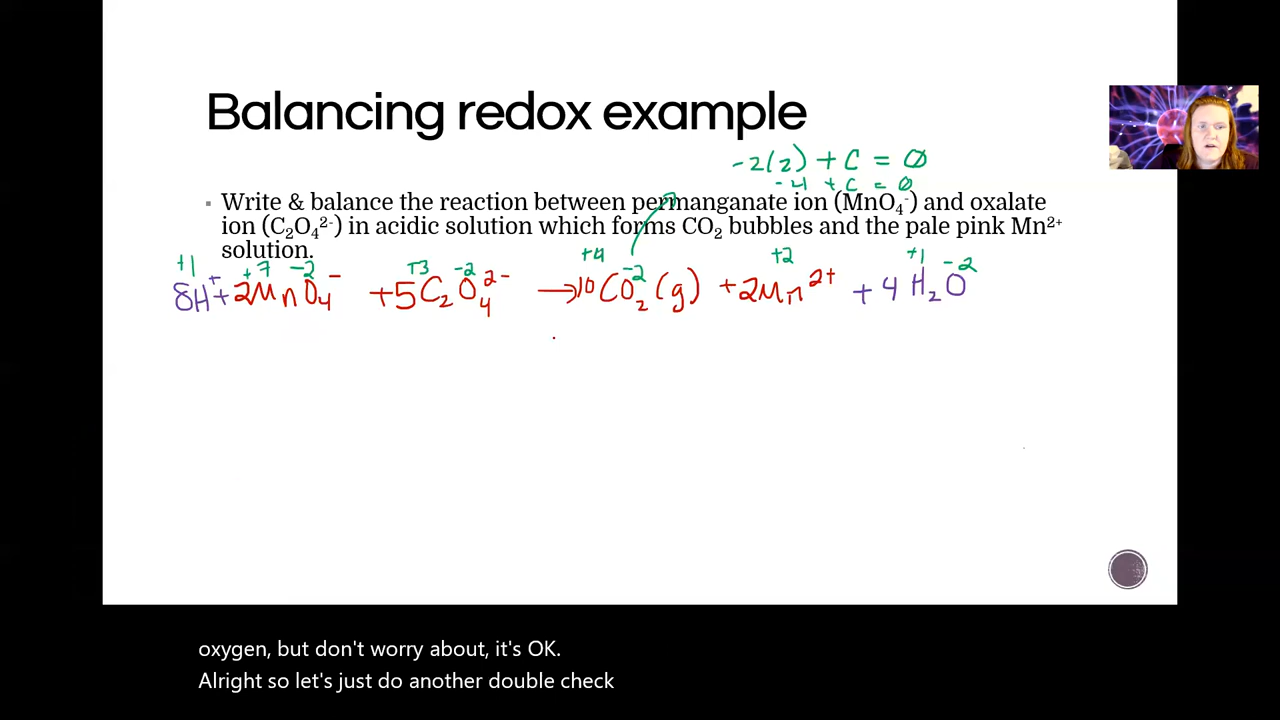 Balancing redox example
-2(2) + C = 0
-4 + C = 0
▪ Write & balance the reaction between permanganate ion (MnO₄⁻) and oxalate
ion (C₂O₄²⁻) in acidic solution which forms CO₂ bubbles and the pale pink Mn²⁺
solution.
+1 +7 -2 +3 -2 +4 -2 +2 +1 -2
8H⁺ + 2MnO₄⁻ + 5C₂O₄²⁻ → 10CO₂(g) + 2Mn²⁺ + 4H₂O
oxygen, but don't worry about, it's OK.
Alright so let's just do another double check